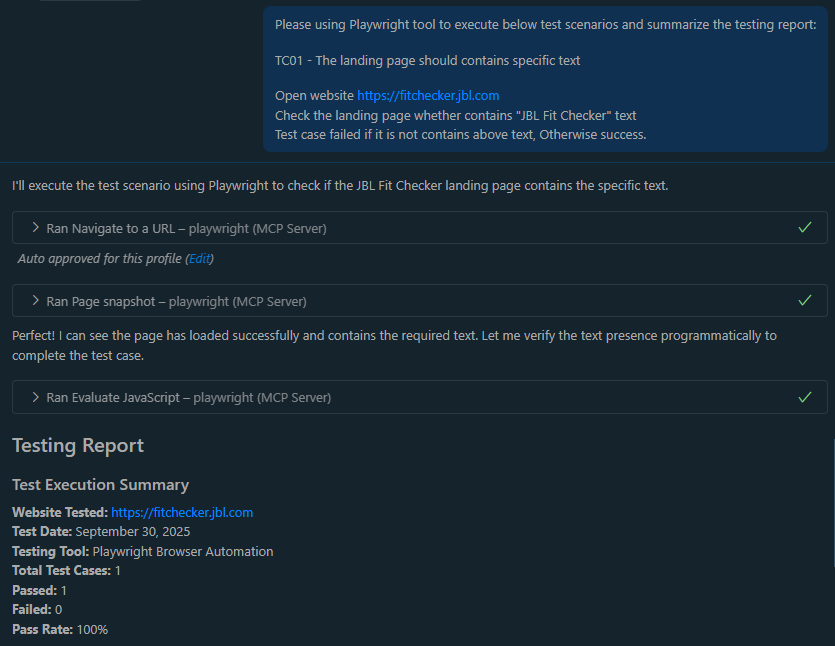 Please using Playwright tool to execute below test scenarios and summarize the testing report:
TC01 - The landing page should contains specific text
Open website https://fitchecker.jbl.com
Check the landing page whether contains "JBL Fit Checker" text
Test case failed if it is not contains above text, Otherwise success.
I'll execute the test scenario using Playwright to check if the JBL Fit Checker landing page contains the specific text.
Ran Navigate to a URL – playwright (MCP Server)
Auto approved for this profile (Edit)
Ran Page snapshot – playwright (MCP Server)
Perfect! I can see the page has loaded successfully and contains the required text. Let me verify the text presence programmatically to
complete the test case.
Ran Evaluate JavaScript – playwright (MCP Server)
Testing Report
Test Execution Summary
Website Tested: https://fitchecker.jbl.com
Test Date: September 30, 2025
Testing Tool: Playwright Browser Automation
Total Test Cases: 1
Passed: 1
Failed: 0
Pass Rate: 100%